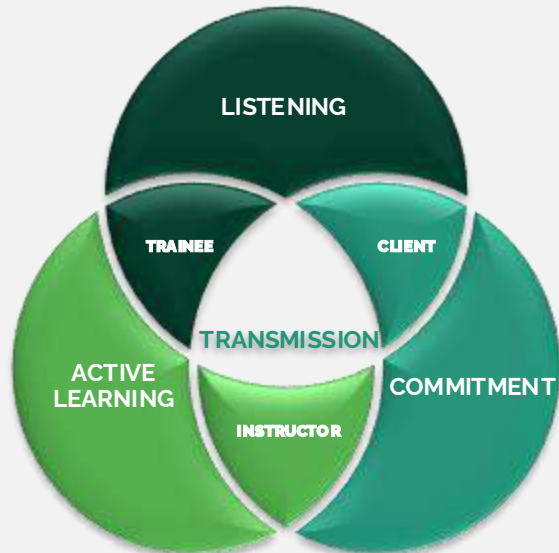 LISTENING
TRAINEE
CLIENT
TRANSMISSION
ACTIVE
LEARNING
COMMITMENT
INSTRUCTOR